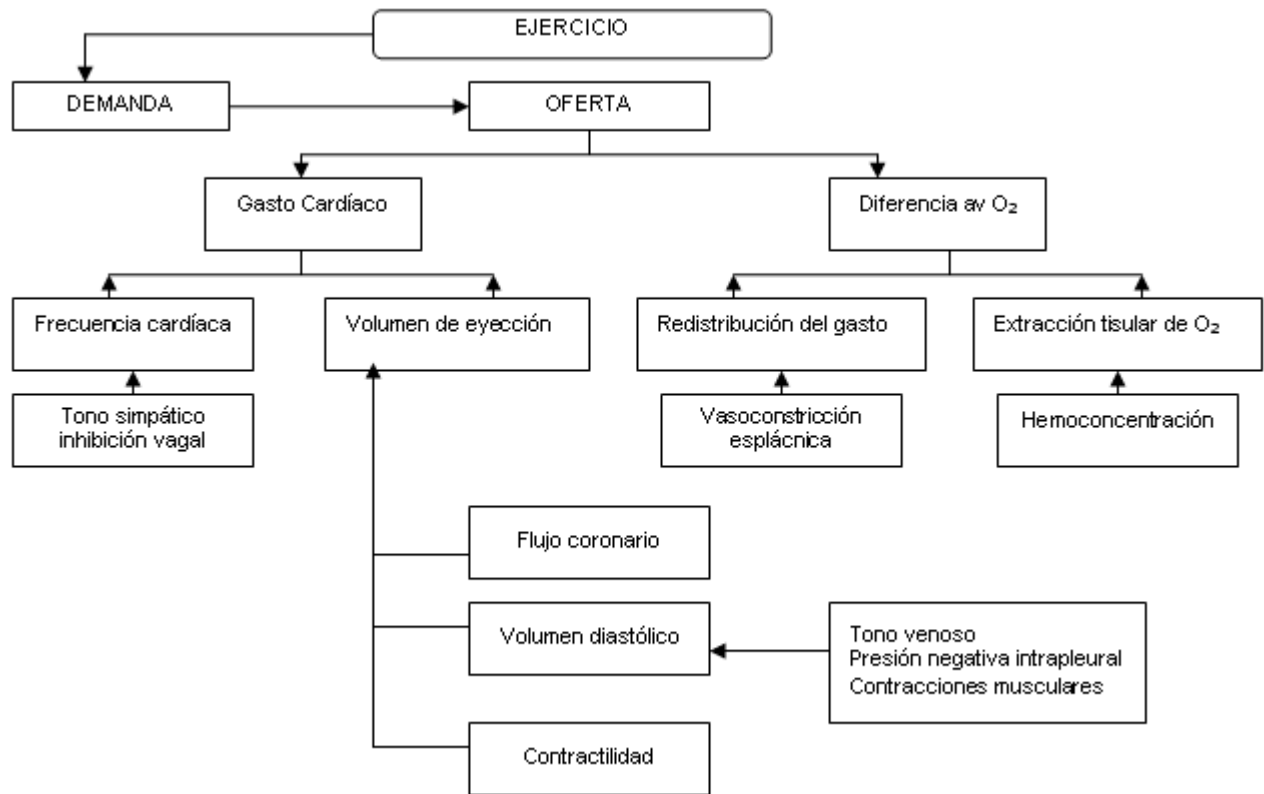 EJERCICIO
DEMANDA
OFERTA
Gasto Cardíaco
Diferencia av O₂
Frecuencia cardíaca
Volumen de eyección
Redistribución del gasto
Extracción tisular de O₂
Tono simpático
inhibición vagal
Vasoconstricción
esplácnica
Hemoconcentración
Flujo coronario
Volumen diastólico
Tono venoso
Presión negativa intrapleural
Contracciones musculares
Contractilidad